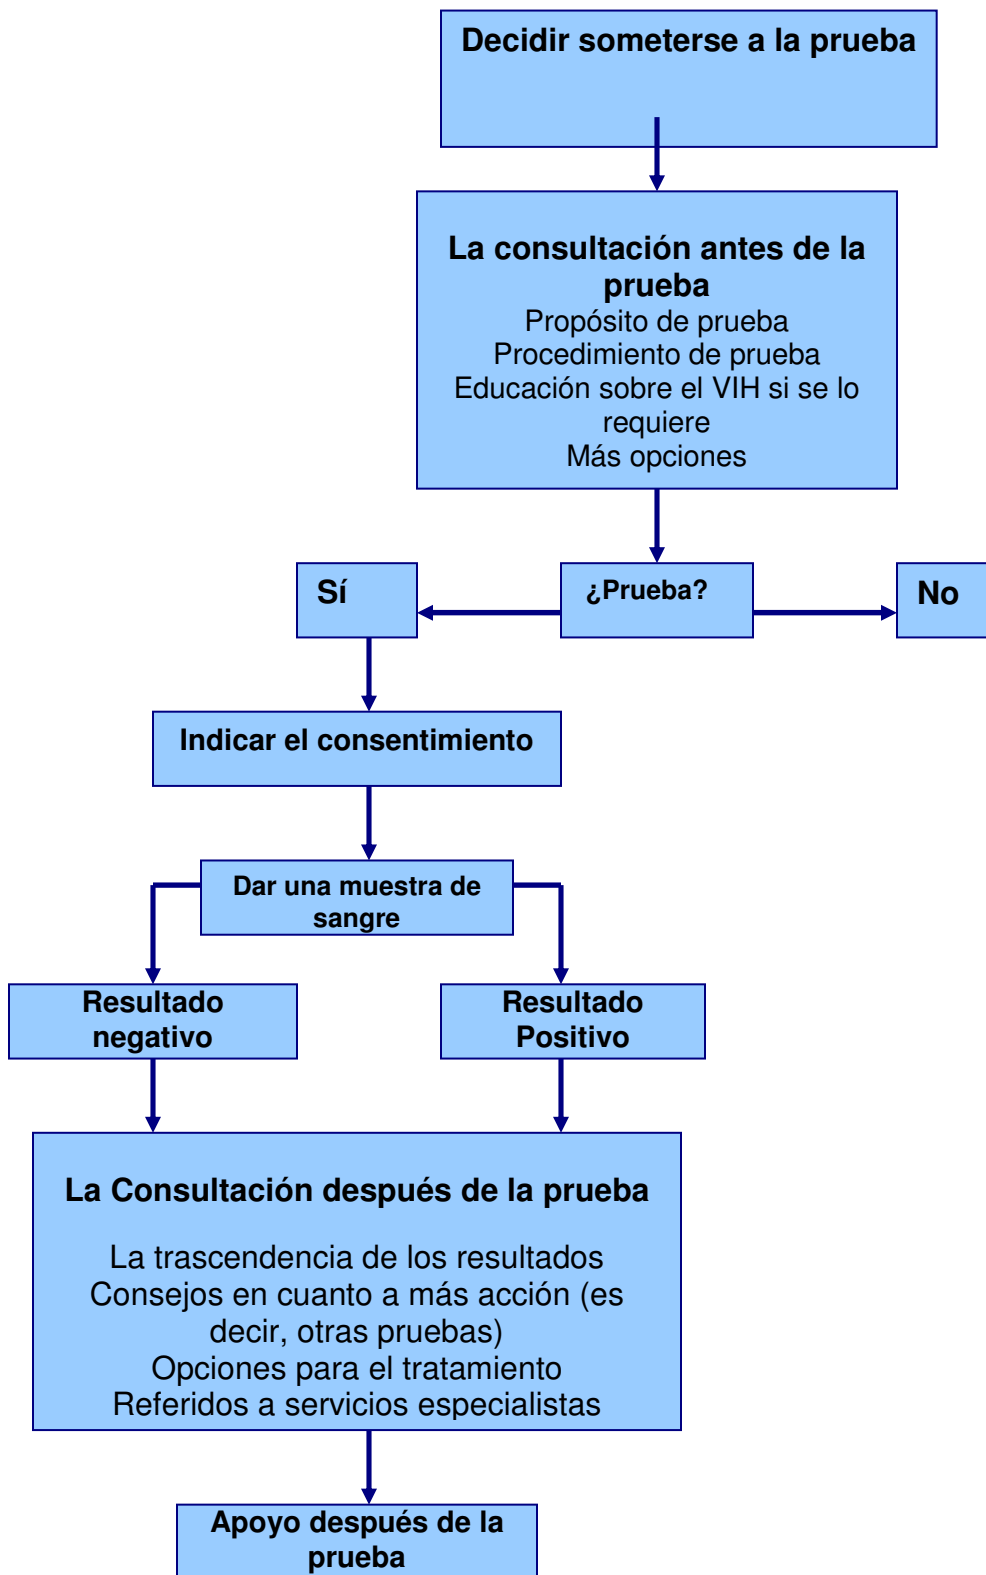 Decidir someterse a la prueba
La consultación antes de la
prueba
Propósito de prueba
Procedimiento de prueba
Educación sobre el VIH si se lo
requiere
Más opciones
Sí
¿Prueba?
No
Indicar el consentimiento
Dar una muestra de
sangre
Resultado
negativo
Resultado
Positivo
La Consultación después de la prueba
La trascendencia de los resultados
Consejos en cuanto a más acción (es
decir, otras pruebas)
Opciones para el tratamiento
Referidos a servicios especialistas
Apoyo después de la
prueba